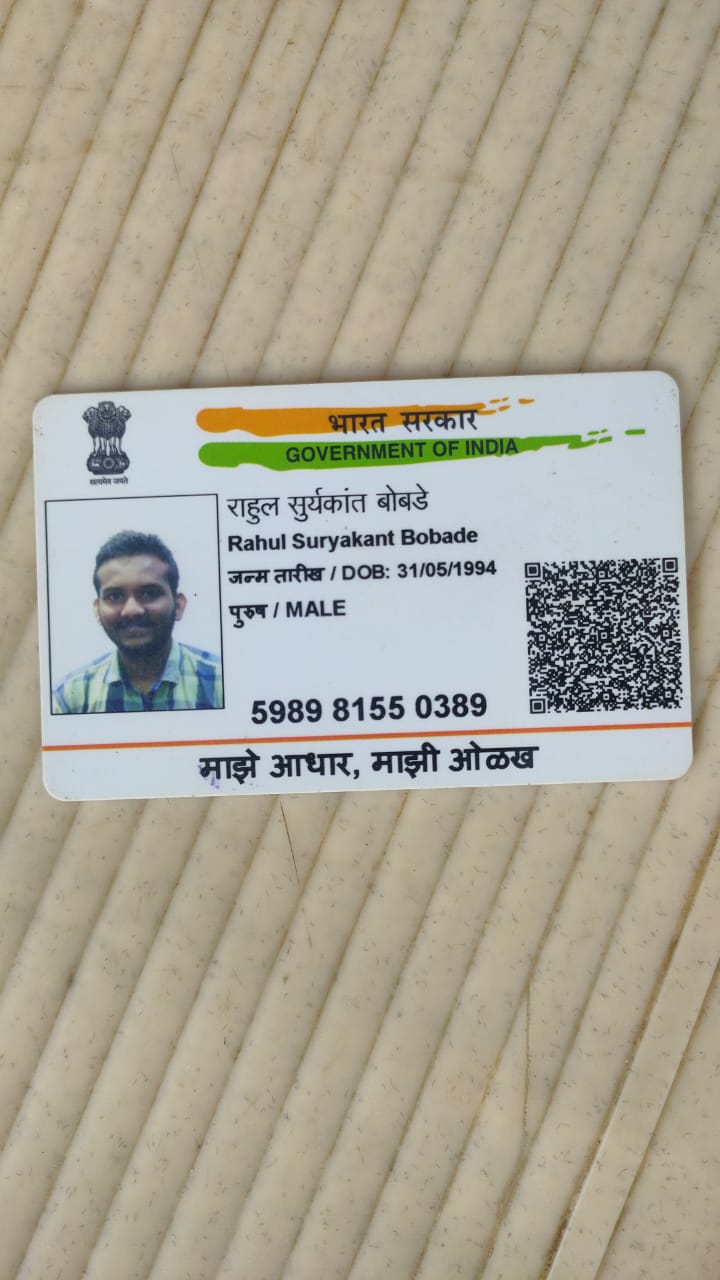 भारत सरकार
GOVERNMENT OF INDIA
सत्यमेव जयते
राहुल सुर्यकांत बोबडे
Rahul Suryakant Bobade
जन्म तारीख / DOB: 31/05/1994
पुरुष / MALE
5989 8155 0389
माझे आधार, माझी ओळख